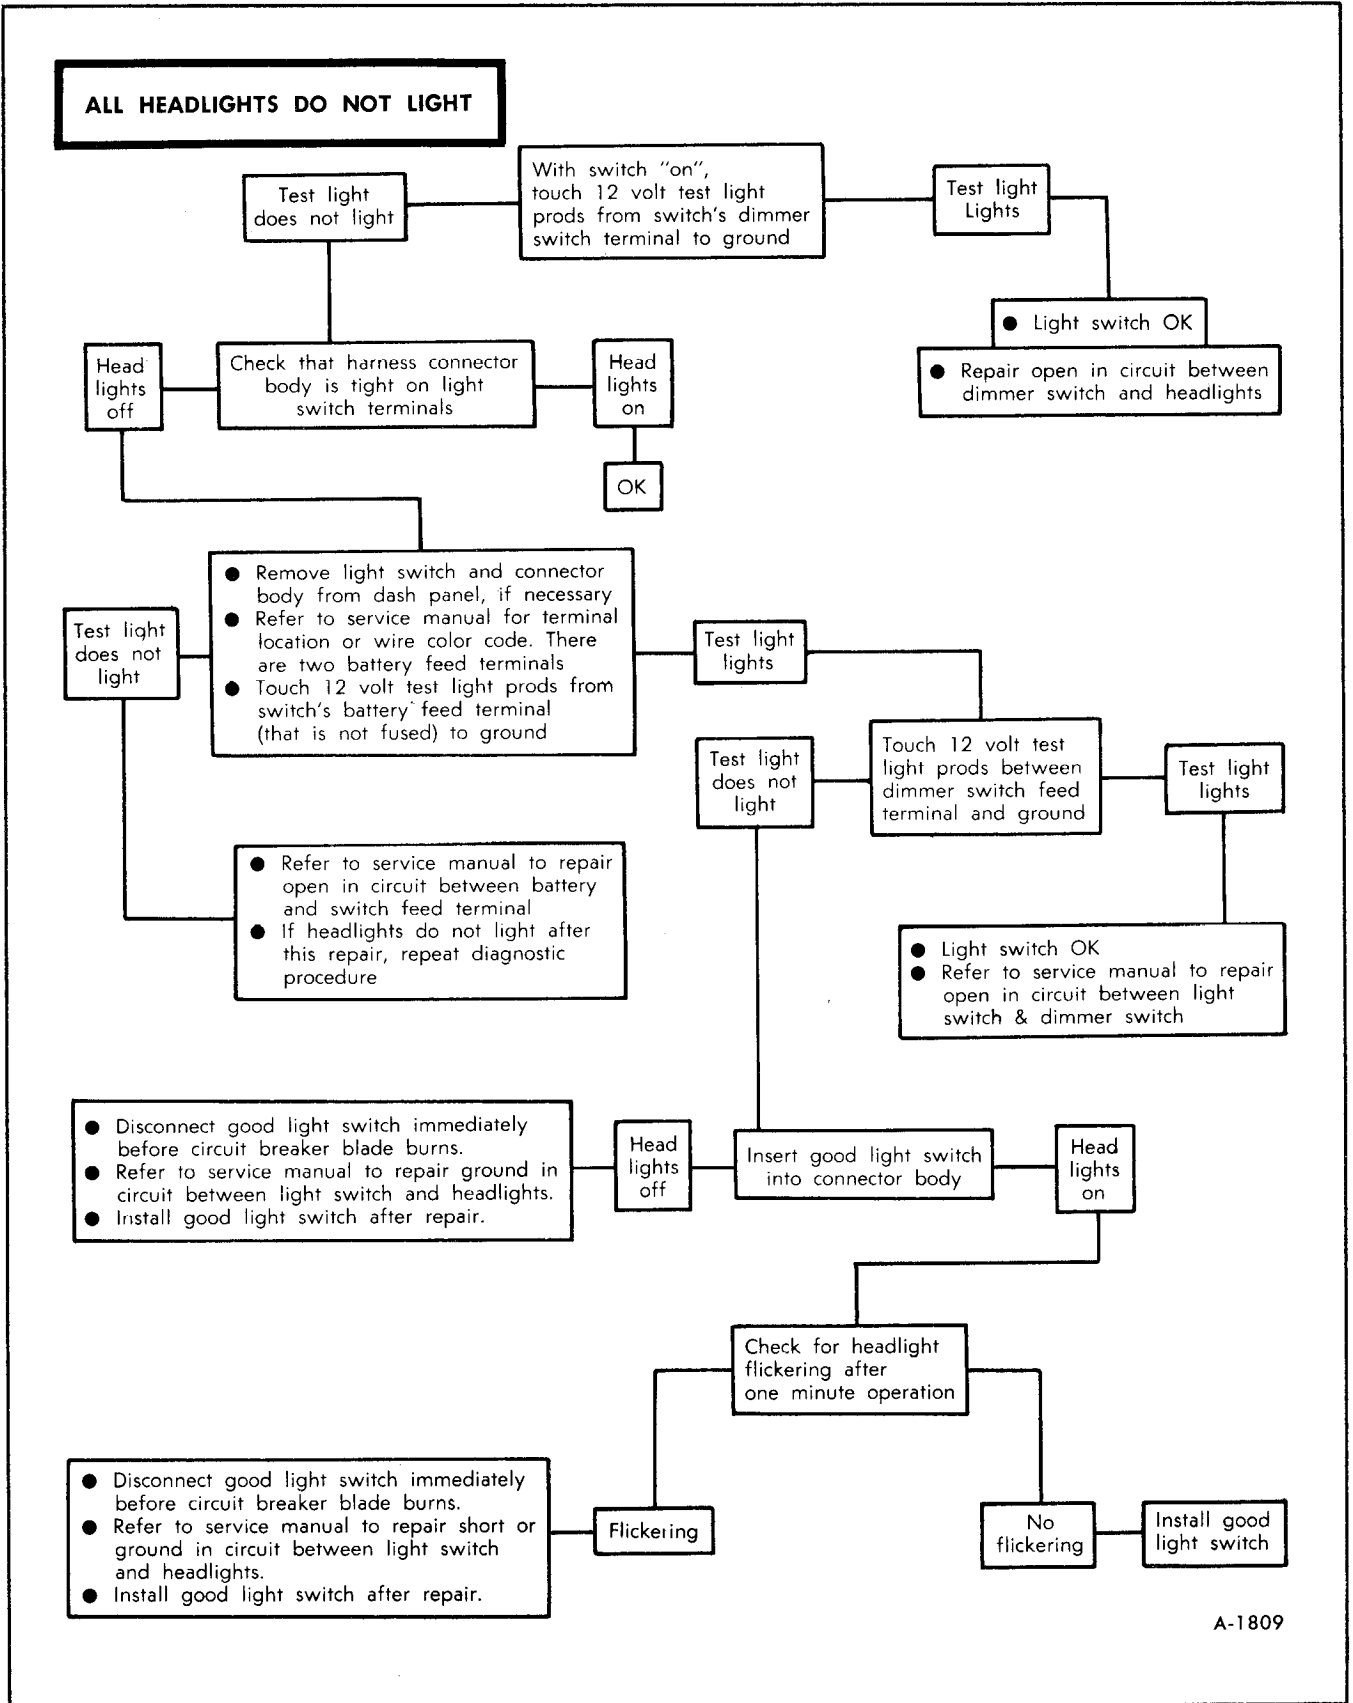 ALL HEADLIGHTS DO NOT LIGHT
With switch "on",
touch 12 volt test light
prods from switch's dimmer
switch terminal to ground
Test light
does not light
Test light
Lights
● Light switch OK
● Repair open in circuit between
dimmer switch and headlights
Head
lights
off
Check that harness connector
body is tight on light
switch terminals
Head
lights
on
OK
● Remove light switch and connector
body from dash panel, if necessary
● Refer to service manual for terminal
location or wire color code. There
are two battery feed terminals
● Touch 12 volt test light prods from
switch's battery feed terminal
(that is not fused) to ground
Test light
does not
light
Test light
lights
Touch 12 volt test
light prods between
dimmer switch feed
terminal and ground
Test light
does not
light
Test light
lights
● Refer to service manual to repair
open in circuit between battery
and switch feed terminal
● If headlights do not light after
this repair, repeat diagnostic
procedure
● Light switch OK
● Refer to service manual to repair
open in circuit between light
switch & dimmer switch
● Disconnect good light switch immediately
before circuit breaker blade burns.
● Refer to service manual to repair ground in
circuit between light switch and headlights.
● Install good light switch after repair.
Head
lights
off
Insert good light switch
into connector body
Head
lights
on
Check for headlight
flickering after
one minute operation
● Disconnect good light switch immediately
before circuit breaker blade burns.
● Refer to service manual to repair short or
ground in circuit between light switch
and headlights.
● Install good light switch after repair.
Flickering
No
flickering
Install good
light switch
A-1809